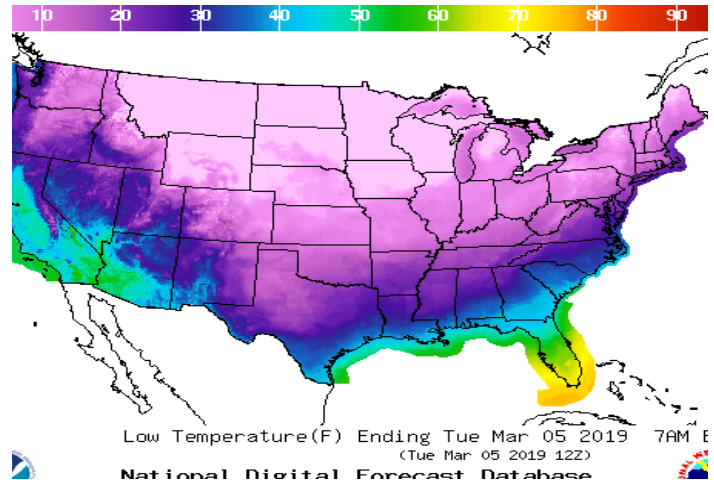 10 20 30 40 50 60 70 80 90
Low Temperature(F) Ending Tue Mar 05 2019 7AM E
(Tue Mar 05 2019 12Z)
National Digital Forecast Database